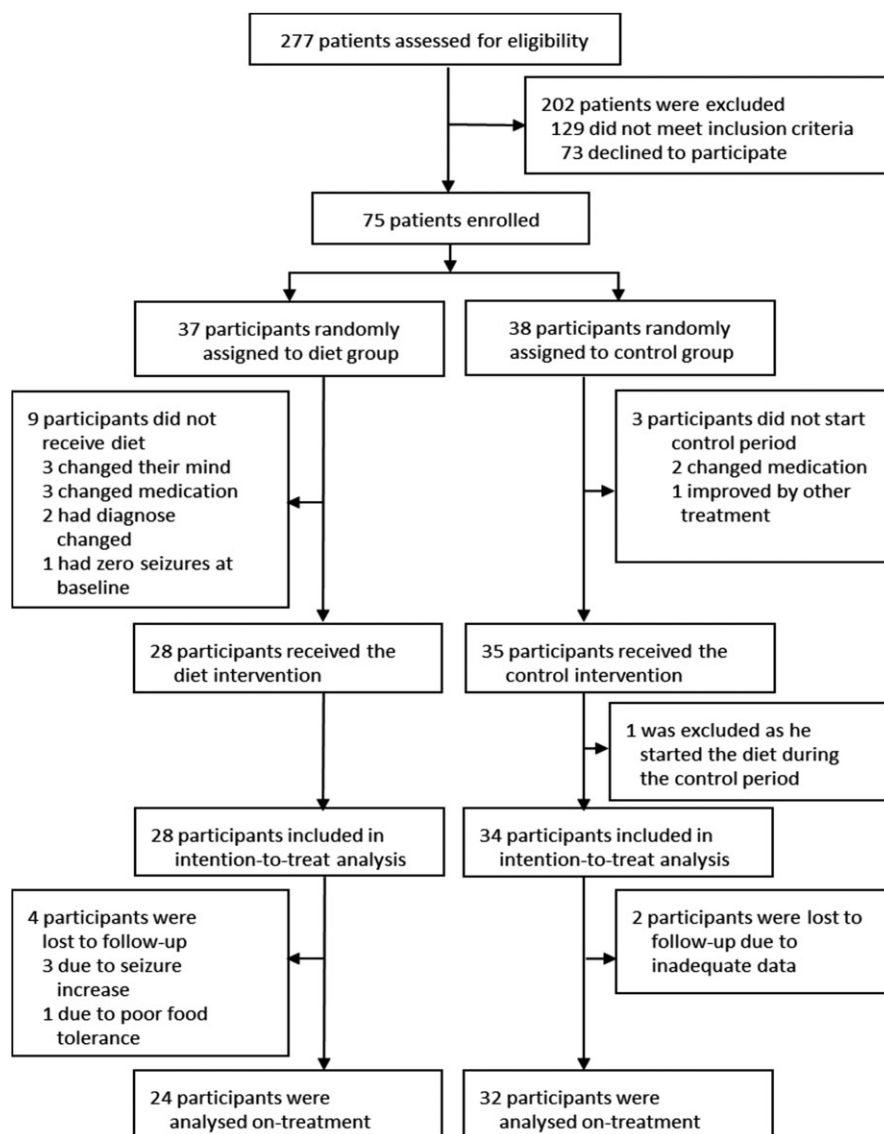 277 patients assessed for eligibility
202 patients were excluded
129 did not meet inclusion criteria
73 declined to participate
75 patients enrolled
37 participants randomly
assigned to diet group
38 participants randomly
assigned to control group
9 participants did not
receive diet
3 changed their mind
3 changed medication
2 had diagnose
changed
1 had zero seizures at
baseline
3 participants did not start
control period
2 changed medication
1 improved by other
treatment
28 participants received the
diet intervention
35 participants received the
control intervention
1 was excluded as he
started the diet during
the control period
28 participants included in
intention-to-treat analysis
34 participants included in
intention-to-treat analysis
4 participants were
lost to follow-up
3 due to seizure
increase
1 due to poor food
tolerance
2 participants were lost to
follow-up due to
inadequate data
24 participants were
analysed on-treatment
32 participants were
analysed on-treatment